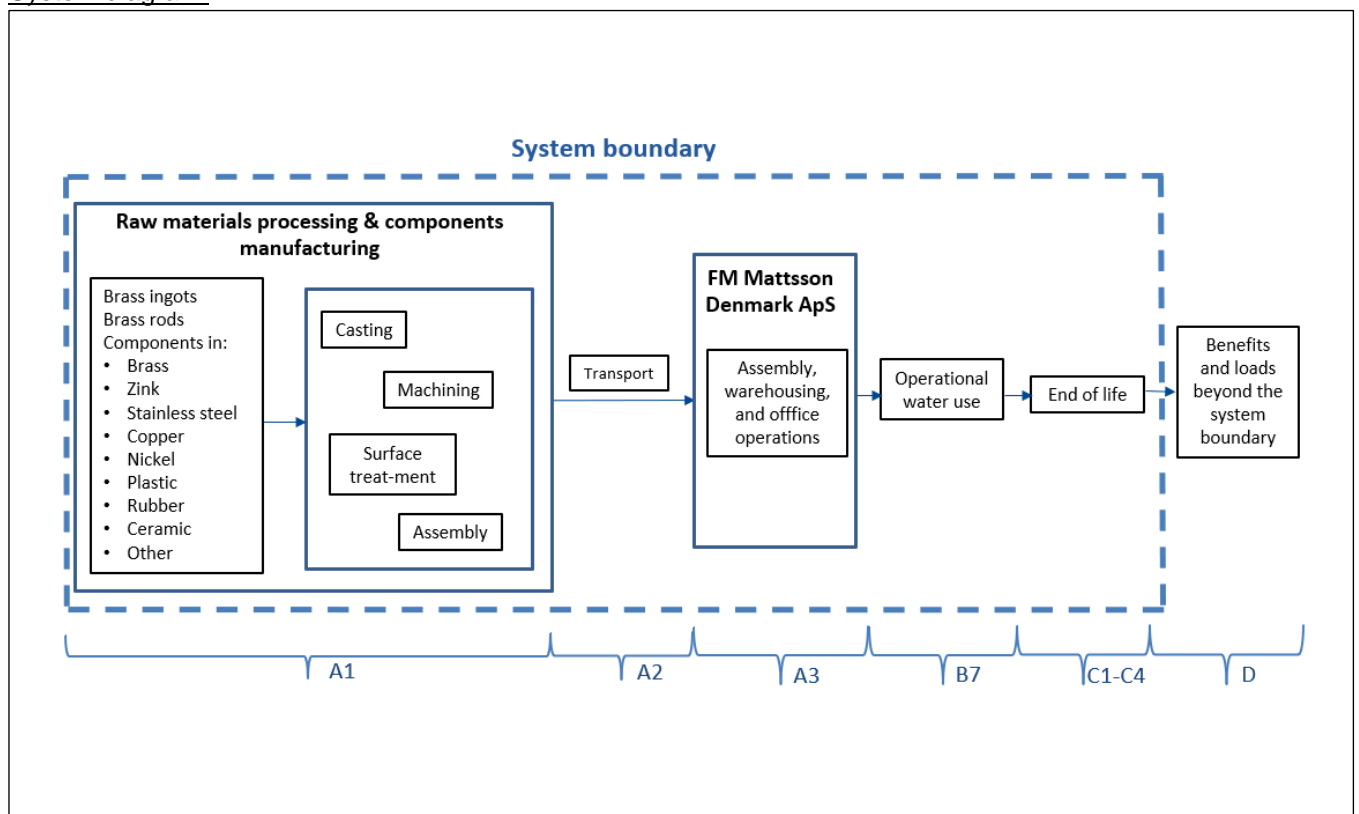 System boundary
Raw materials processing & components
manufacturing
Brass ingots
Brass rods
Components in:
• Brass
• Zink
• Stainless steel
• Copper
• Nickel
• Plastic
• Rubber
• Ceramic
• Other
Casting
Machining
Surface
treat-ment
Assembly
Transport
FM Mattsson
Denmark ApS
Assembly,
warehousing,
and offfice
operations
Operational
water use
End of life
Benefits
and loads
beyond the
system
boundary
A1
A2
A3
B7
C1-C4
D